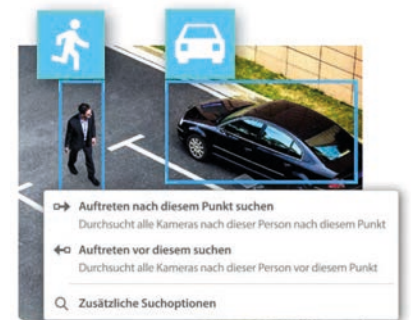 Auftreten nach diesem Punkt suchen
Durchsucht alle Kameras nach dieser Person nach diesem Punkt
Auftreten vor diesem suchen
Durchsucht alle Kameras nach dieser Person vor diesem Punkt
Zusätzliche Suchoptionen